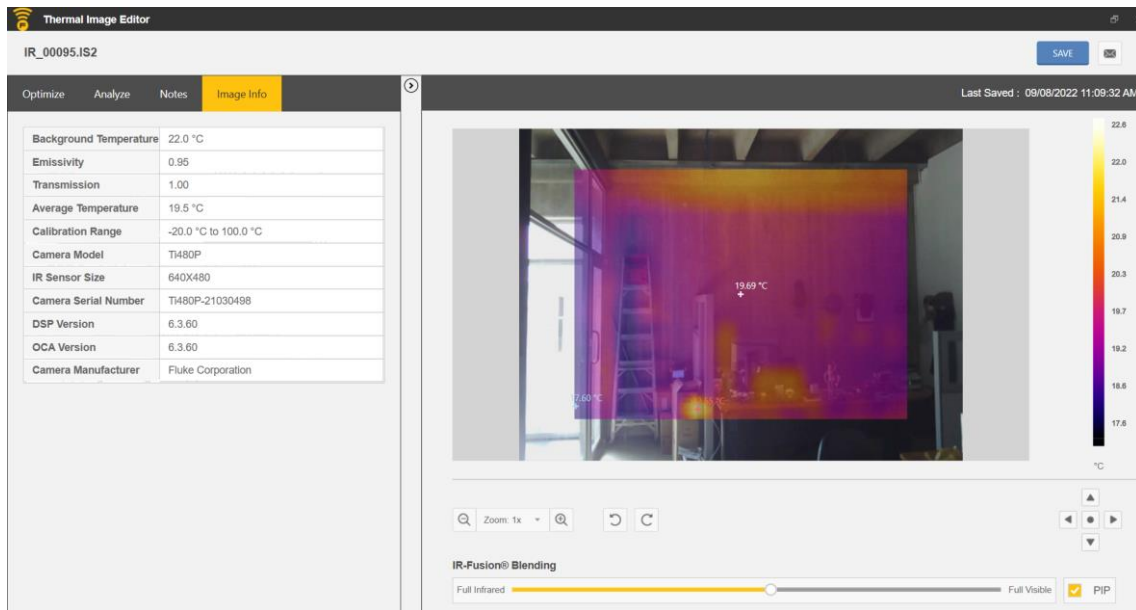 Thermal Image Editor
IR_00095.IS2
SAVE
Optimize Analyze Notes Image Info
Last Saved : 09/08/2022 11:09:32 AM
Background Temperature 22.0 °C
Emissivity 0.95
Transmission 1.00
Average Temperature 19.5 °C
Calibration Range -20.0 °C to 100.0 °C
Camera Model Ti480P
IR Sensor Size 640X480
Camera Serial Number Ti480P-21030498
DSP Version 6.3.60
OCA Version 6.3.60
Camera Manufacturer Fluke Corporation
19.69 °C
17.60 °C
22.6
22.0
21.4
20.9
20.3
19.7
19.2
18.6
17.6
°C
Zoom: 1x
IR-Fusion® Blending
Full Infrared
Full Visible
PIP